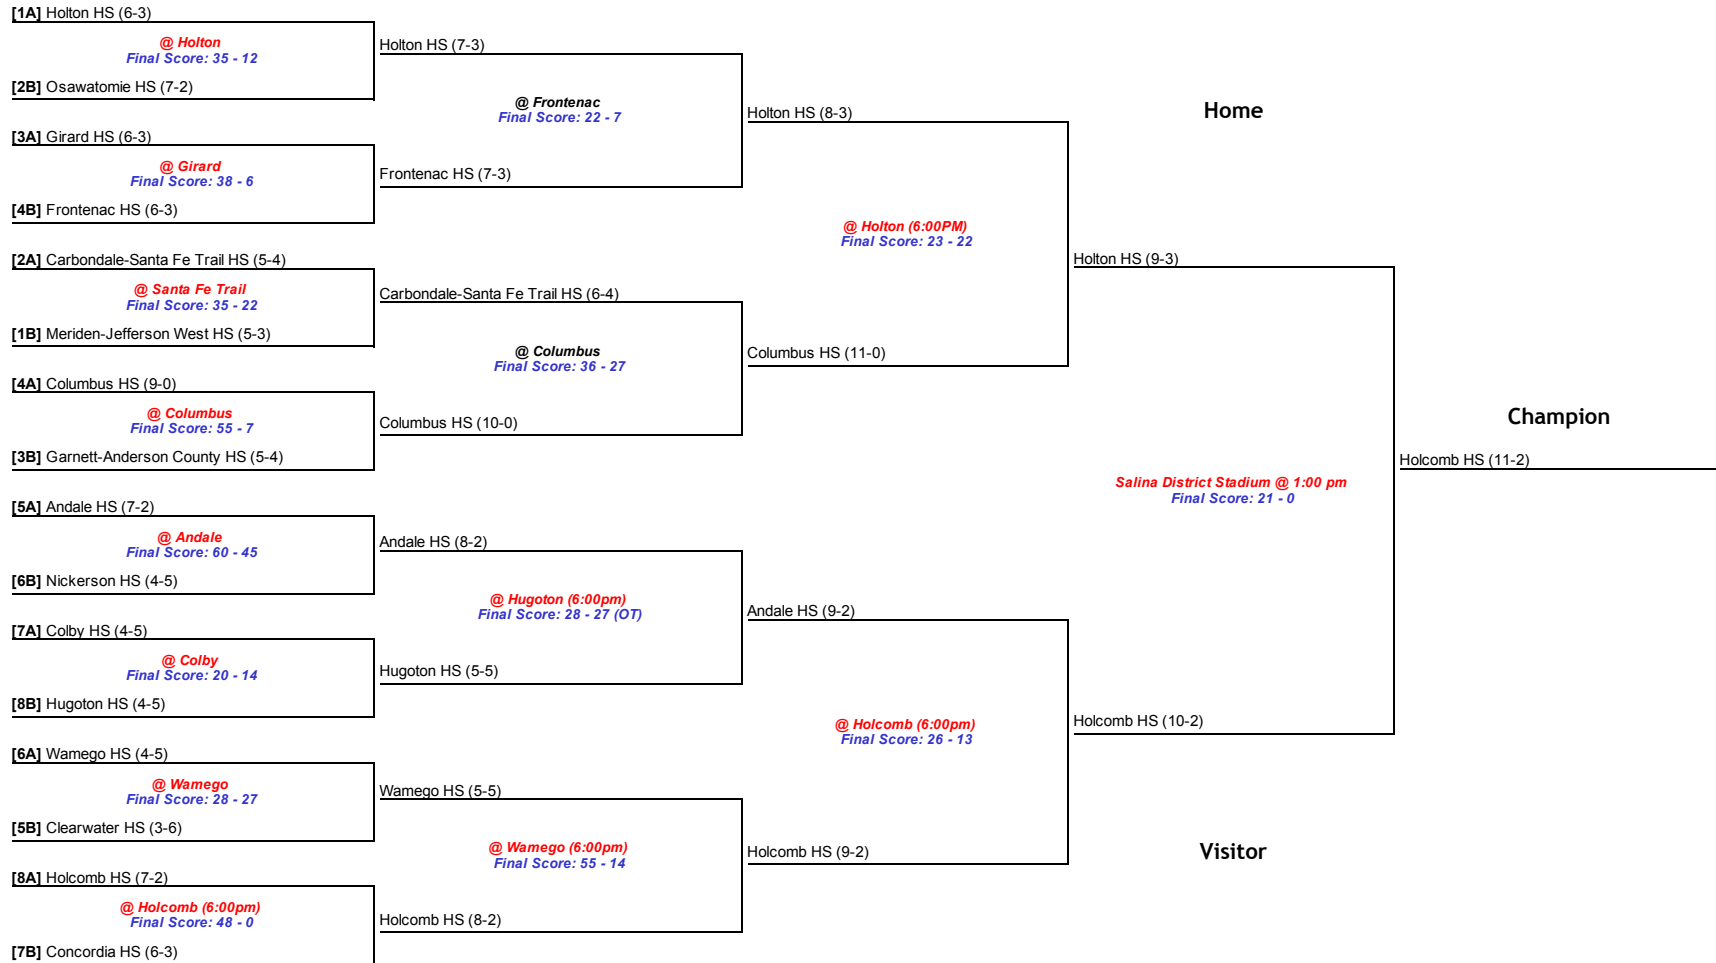 [1A] Holton HS (6-3)
@ Holton
Final Score: 35 - 12
[2B] Osawatomie HS (7-2)
[3A] Girard HS (6-3)
@ Girard
Final Score: 38 - 6
[4B] Frontenac HS (6-3)
[2A] Carbondale-Santa Fe Trail HS (5-4)
@ Santa Fe Trail
Final Score: 35 - 22
[1B] Meriden-Jefferson West HS (5-3)
[4A] Columbus HS (9-0)
@ Columbus
Final Score: 55 - 7
[3B] Garnett-Anderson County HS (5-4)
[5A] Andale HS (7-2)
@ Andale
Final Score: 60 - 45
[6B] Nickerson HS (4-5)
[7A] Colby HS (4-5)
@ Colby
Final Score: 20 - 14
[8B] Hugoton HS (4-5)
[6A] Wamego HS (4-5)
@ Wamego
Final Score: 28 - 27
[5B] Clearwater HS (3-6)
[8A] Holcomb HS (7-2)
@ Holcomb (6:00pm)
Final Score: 48 - 0
[7B] Concordia HS (6-3)
Holton HS (7-3)
@ Frontenac
Final Score: 22 - 7
Frontenac HS (7-3)
Carbondale-Santa Fe Trail HS (6-4)
@ Columbus
Final Score: 36 - 27
Columbus HS (10-0)
Andale HS (8-2)
@ Hugoton (6:00pm)
Final Score: 28 - 27 (OT)
Hugoton HS (5-5)
Wamego HS (5-5)
@ Wamego (6:00pm)
Final Score: 55 - 14
Holcomb HS (8-2)
Holton HS (8-3)
@ Holton (6:00PM)
Final Score: 23 - 22
Columbus HS (11-0)
Andale HS (9-2)
@ Holcomb (6:00pm)
Final Score: 26 - 13
Holcomb HS (9-2)
Home
Holton HS (9-3)
Salina District Stadium @ 1:00 pm
Final Score: 21 - 0
Holcomb HS (10-2)
Visitor
Champion
Holcomb HS (11-2)